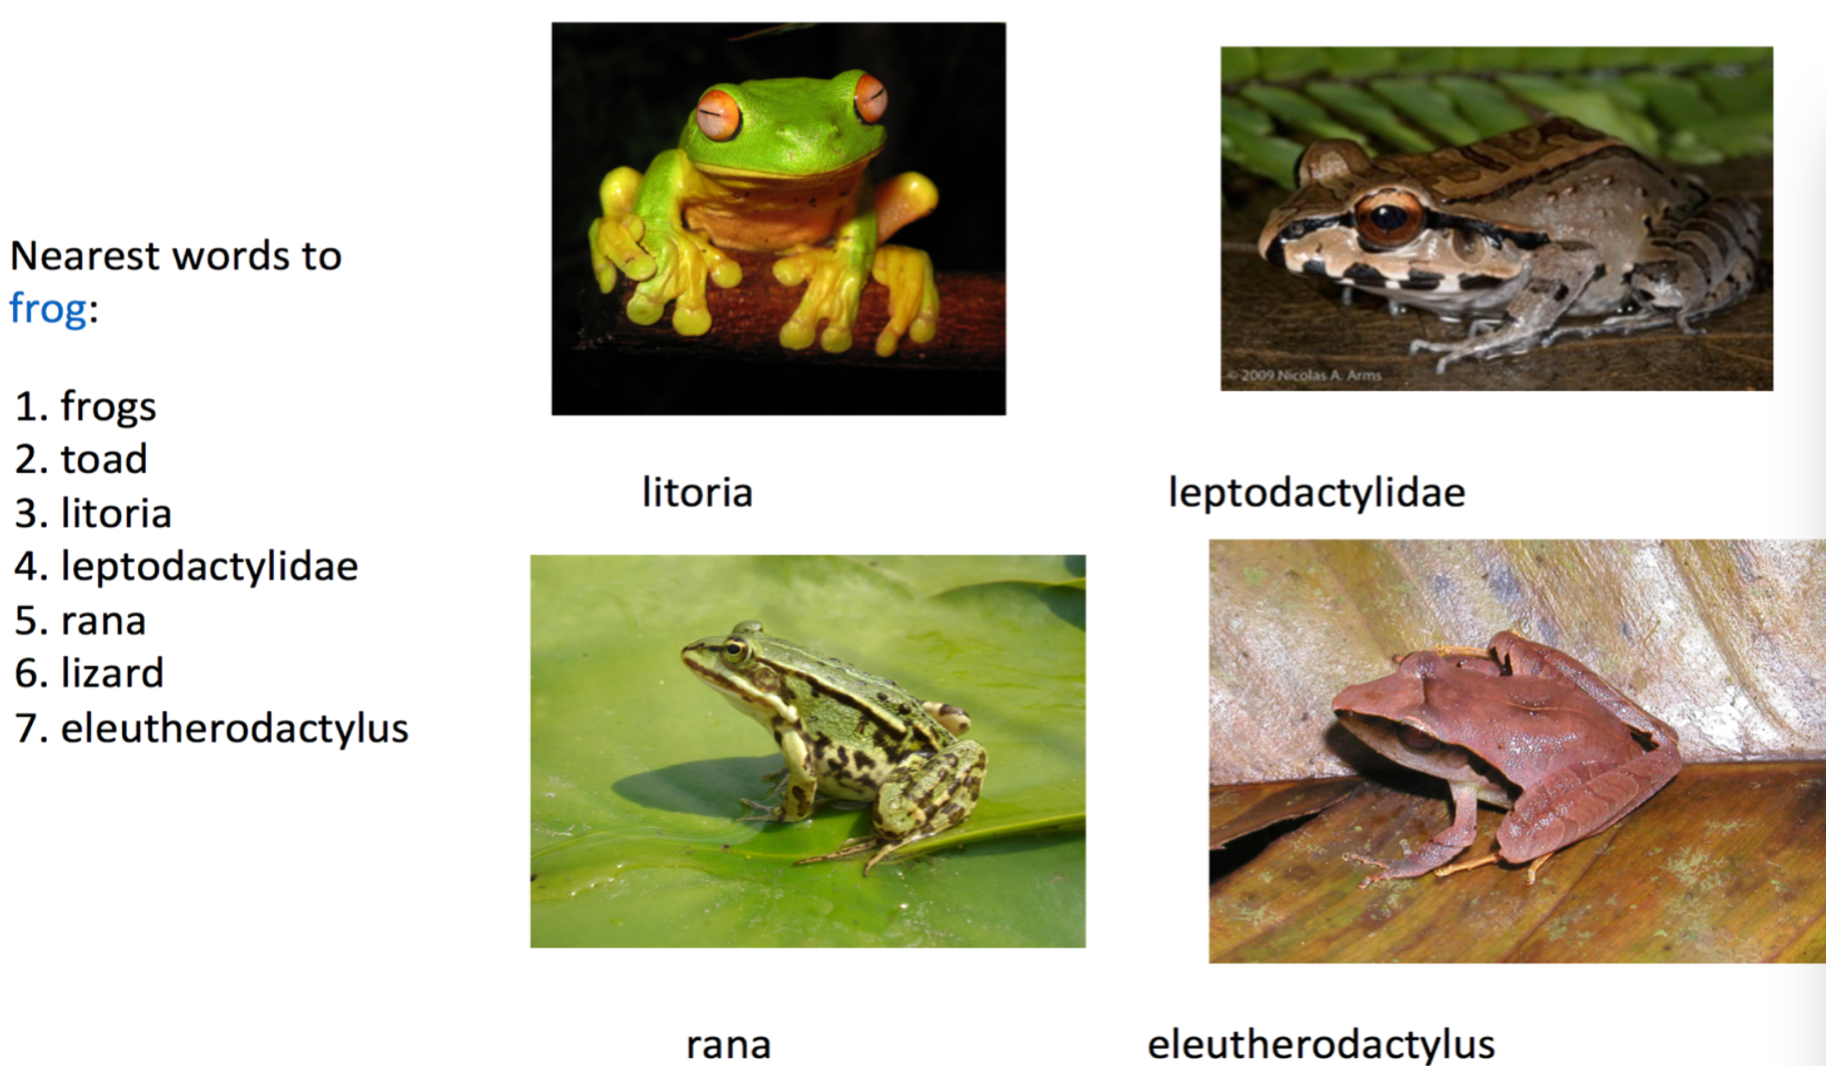 Nearest words to
frog:
1. frogs
2. toad
3. litoria
4. leptodactylidae
5. rana
6. lizard
7. eleutherodactylus
© 2009 Nicolas A. Arms
litoria
leptodactylidae
rana
eleutherodactylus